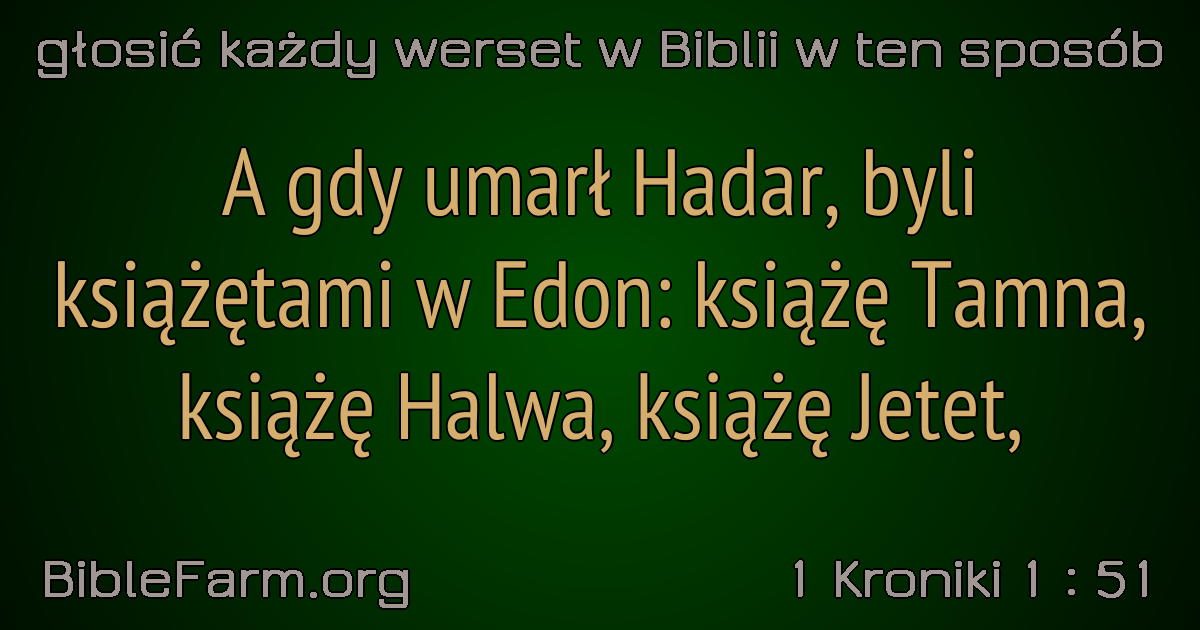 głosić każdy werset w Biblii w ten sposób
A gdy umarł Hadar, byli
książętami w Edon: książę Tamna,
książę Halwa, książę Jetet,
BibleFarm.org
1 Kroniki 1 : 51